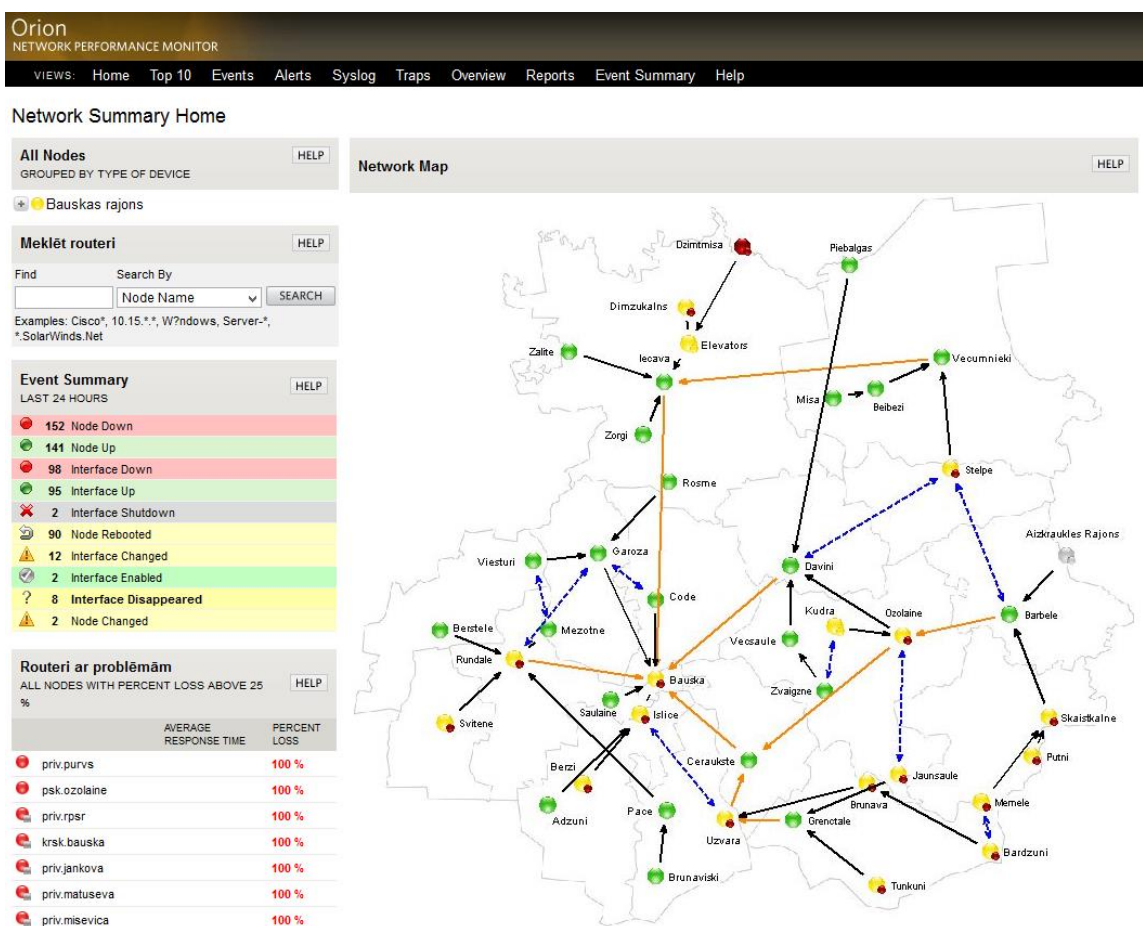 Orion
NETWORK PERFORMANCE MONITOR
VIEWS: Home Top 10 Events Alerts Syslog Traps Overview Reports Event Summary Help
Network Summary Home
All Nodes
GROUPED BY TYPE OF DEVICE
HELP
Bauskas rajons
Meklēt routeri
HELP
Find Search By
Node Name SEARCH
Examples: Cisco*, 10.15.*.*, W?ndows, Server-*,
*.SolarWinds.Net
Event Summary
LAST 24 HOURS
HELP
152 Node Down
141 Node Up
98 Interface Down
95 Interface Up
2 Interface Shutdown
90 Node Rebooted
12 Interface Changed
2 Interface Enabled
? 8 Interface Disappeared
2 Node Changed
Routeri ar problēmām
ALL NODES WITH PERCENT LOSS ABOVE 25
%
HELP
AVERAGE
RESPONSE TIME
PERCENT
LOSS
priv.purvs 100 %
psk.ozolaine 100 %
priv.rpsr 100 %
krsk.bauska 100 %
priv.jankova 100 %
priv.matuseva 100 %
priv.misevica 100 %
Network Map
HELP
Dzimtmisa
Piebalgas
Dimzukalns
Elevators
Zalite
Iecava
Vecumnieki
Misa
Beibezi
Zorgi
Stelpe
Rosme
Aizkraukles Rajons
Viesturi
Garoza
Davini
Code
Kudra
Ozolaine
Barbele
Berstele
Mezotne
Vecsaule
Rundale
Bauska
Zvaigzne
Saulaine
Islice
Skaistkalne
Svitene
Putni
Berzi
Ceraukste
Jaunsaule
Memele
Adzuni
Pace
Brunava
Grenctale
Uzvara
Bardzuni
Brunaviski
Tunkuni